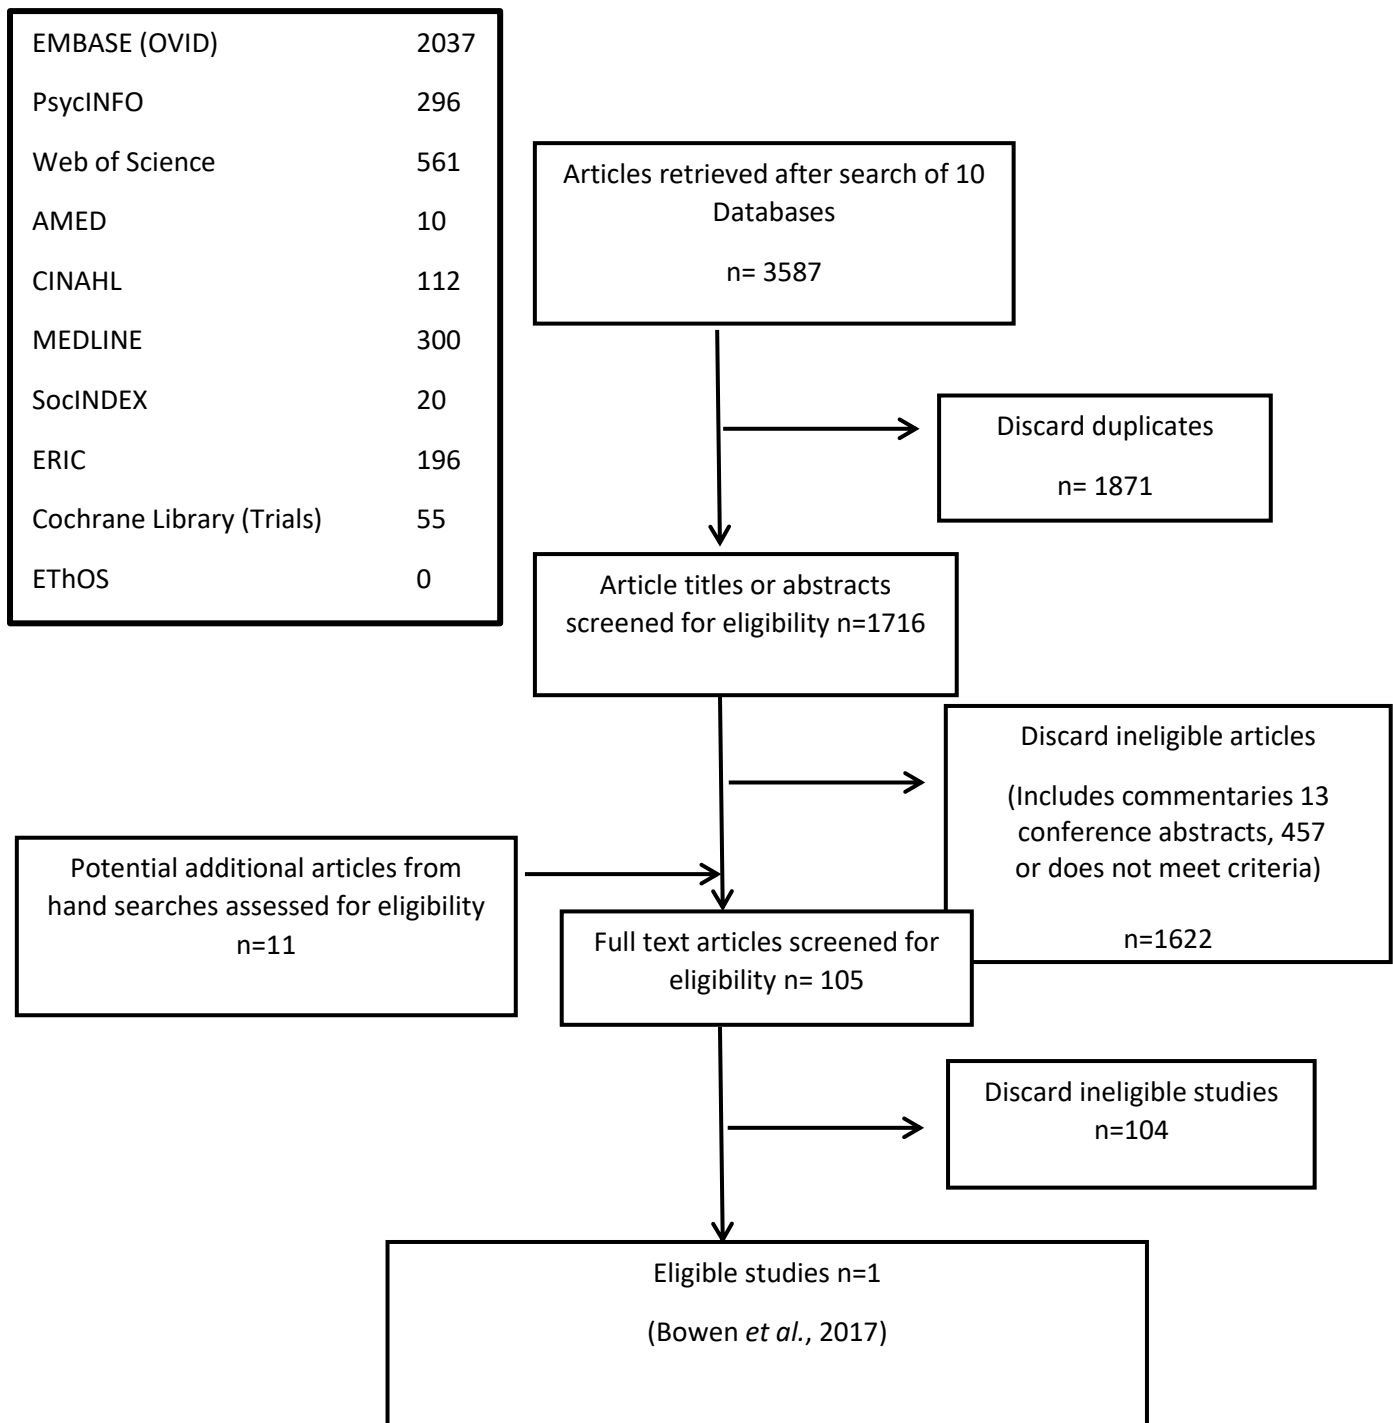 EMBASE (OVID) 2037
PsycINFO 296
Web of Science 561
AMED 10
CINAHL 112
MEDLINE 300
SocINDEX 20
ERIC 196
Cochrane Library (Trials) 55
EThOS 0
Articles retrieved after search of 10
Databases
n= 3587
Discard duplicates
n= 1871
Article titles or abstracts
screened for eligibility n=1716
Discard ineligible articles
(Includes commentaries 13
conference abstracts, 457
or does not meet criteria)
n=1622
Potential additional articles from
hand searches assessed for eligibility
n=11
Full text articles screened for
eligibility n= 105
Discard ineligible studies
n=104
Eligible studies n=1
(Bowen et al., 2017)